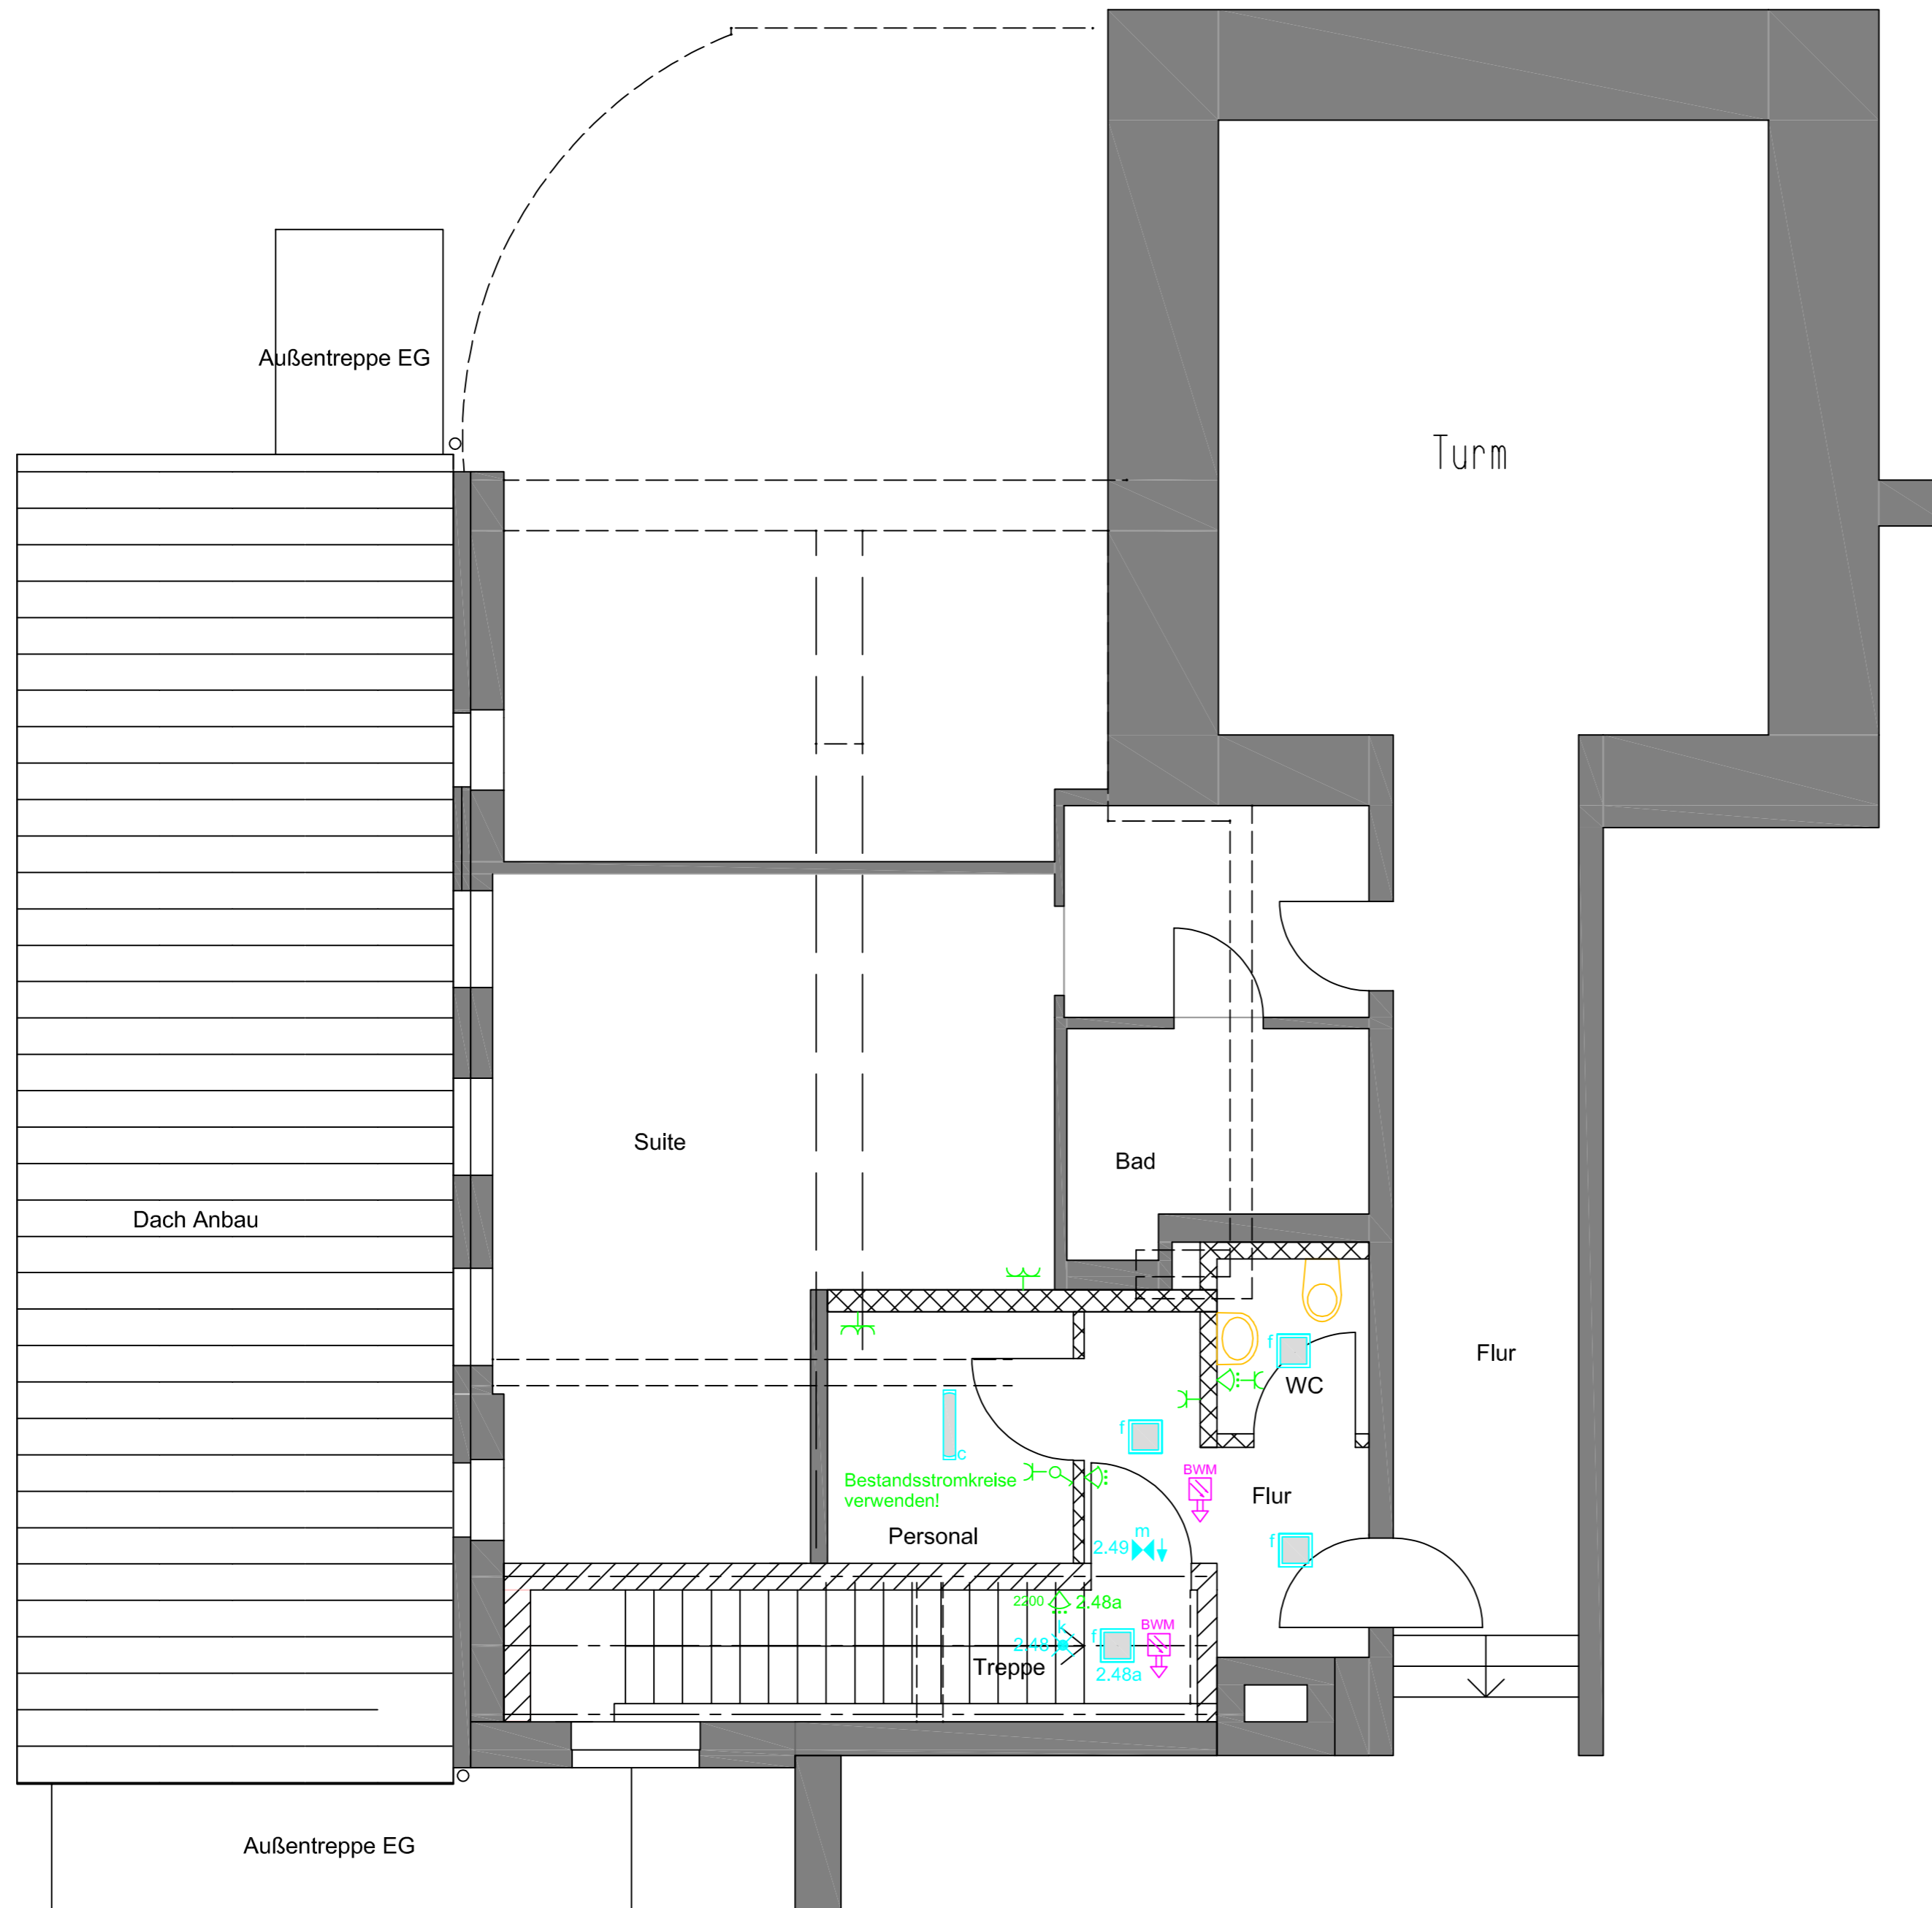 Außentreppe EG
Turm
Suite
Bad
Dach Anbau
f
Flur
WC
f
c
BWM
Bestandsstromkreise
verwenden!
Flur
Personal
m
2.49
f
2200
2.48a
BWM
k
f
2.48
Treppe
2.48a
Außentreppe EG